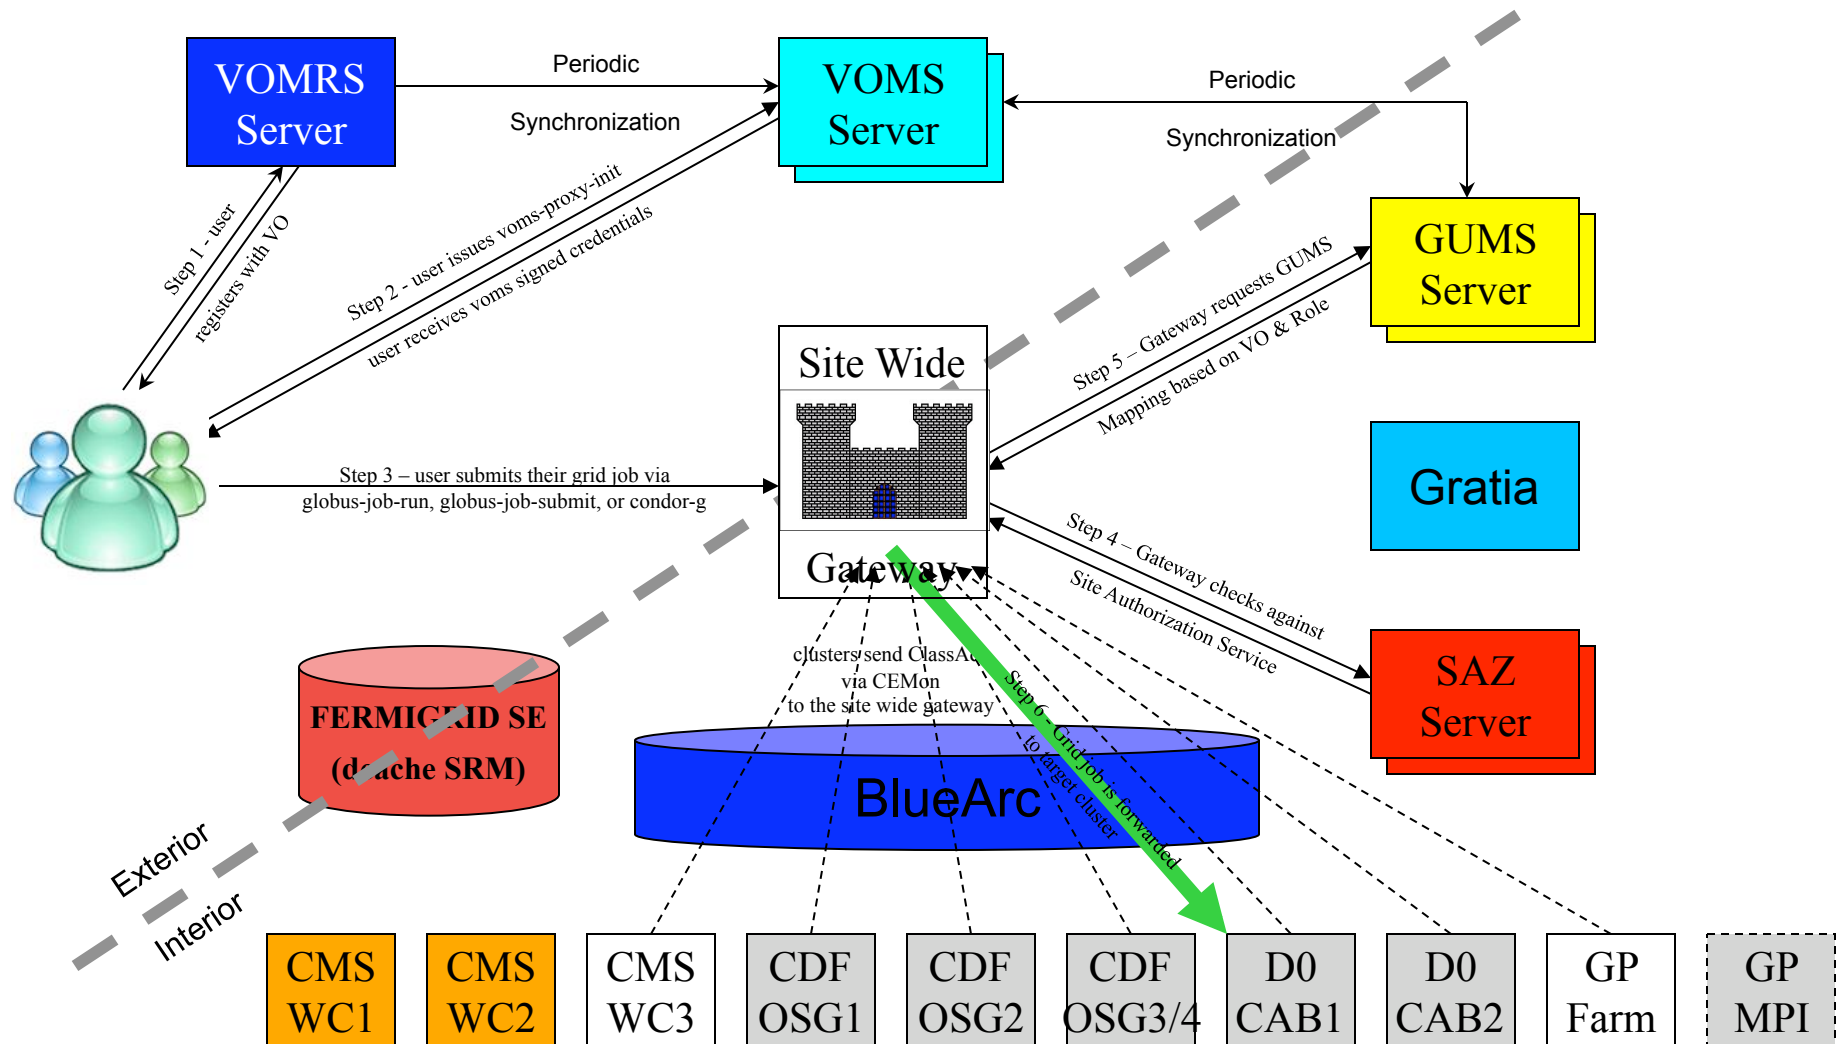 VOMRS
Server
Periodic
Synchronization
VOMS
Server
Periodic
Synchronization
GUMS
Server
Step 1 - user
registers with VO
Step 2 - user issues voms-proxy-init
user receives voms signed credentials
Step 5 – Gateway requests GUMS
Mapping based on VO & Role
Site Wide
Gateway
Step 3 – user submits their grid job via
globus-job-run, globus-job-submit, or condor-g
Gratia
Step 4 – Gateway checks against
Site Authorization Service
SAZ
Server
clusters send ClassAd
via CEMon
to the site wide gateway
Step 6 - Grid job is forwarded
to target cluster
FERMIGRID SE
(dcache SRM)
BlueArc
Exterior
Interior
CMS
WC1
CMS
WC2
CMS
WC3
CDF
OSG1
CDF
OSG2
CDF
OSG3/4
D0
CAB1
D0
CAB2
GP
Farm
GP
MPI